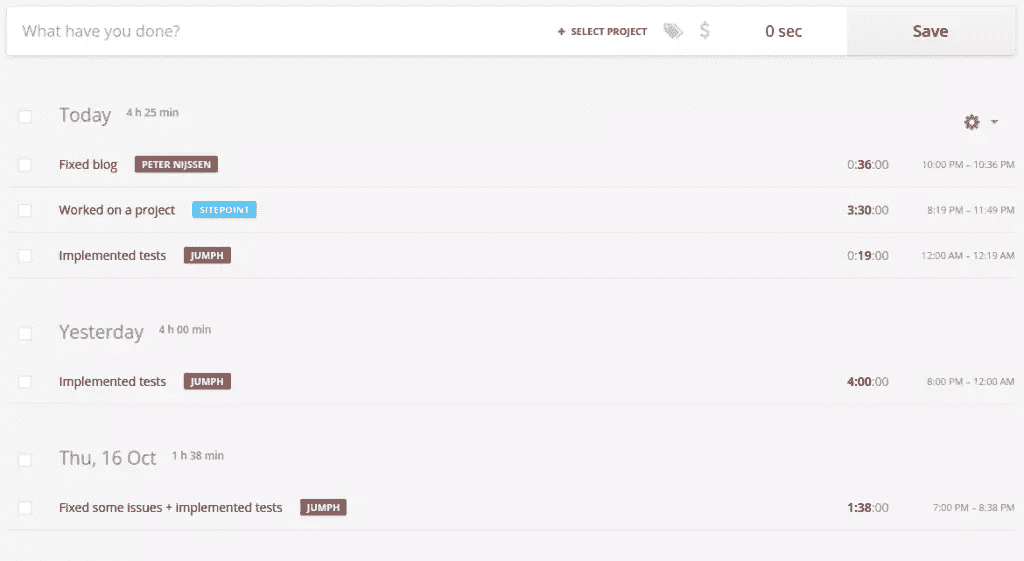 What have you done? + SELECT PROJECT $ 0 sec Save
Today 4 h 25 min
Fixed blog PETER NIJSSEN 0:36:00 10:00 PM – 10:36 PM
Worked on a project SITEPOINT 3:30:00 8:19 PM – 11:49 PM
Implemented tests JUMPH 0:19:00 12:00 AM – 12:19 AM
Yesterday 4 h 00 min
Implemented tests JUMPH 4:00:00 8:00 PM – 12:00 AM
Thu, 16 Oct 1 h 38 min
Fixed some issues + implemented tests JUMPH 1:38:00 7:00 PM – 8:38 PM